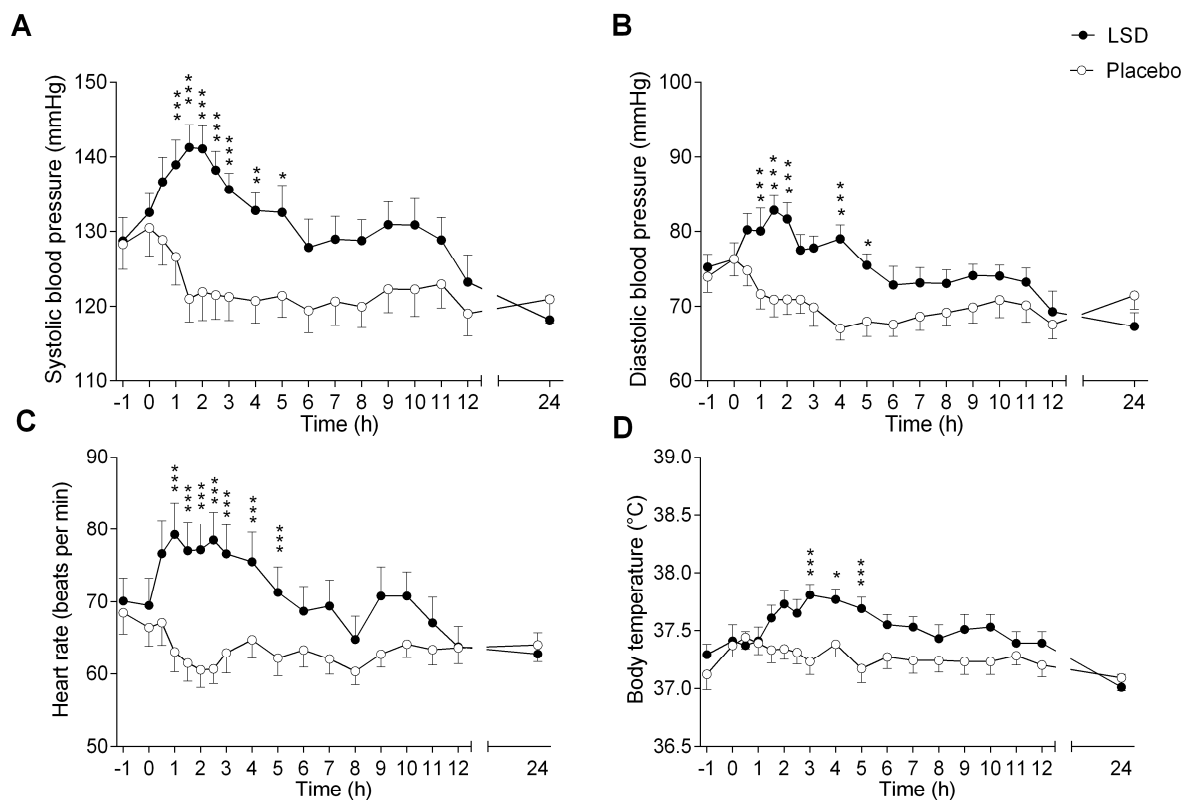 A
B
LSD
Placebo
Systolic blood pressure (mmHg)
150
140
130
120
110
*** *** *** *** *** ** *
-1 0 1 2 3 4 5 6 7 8 9 10 11 12 24
Time (h)
Diastolic blood pressure (mmHg)
100
90
80
70
60
*** *** *** *** *
-1 0 1 2 3 4 5 6 7 8 9 10 11 12 24
Time (h)
C
D
Heart rate (beats per min)
90
80
70
60
50
*** *** *** *** *** *** ***
-1 0 1 2 3 4 5 6 7 8 9 10 11 12 24
Time (h)
Body temperature (°C)
39.0
38.5
38.0
37.5
37.0
36.5
*** * ***
-1 0 1 2 3 4 5 6 7 8 9 10 11 12 24
Time (h)